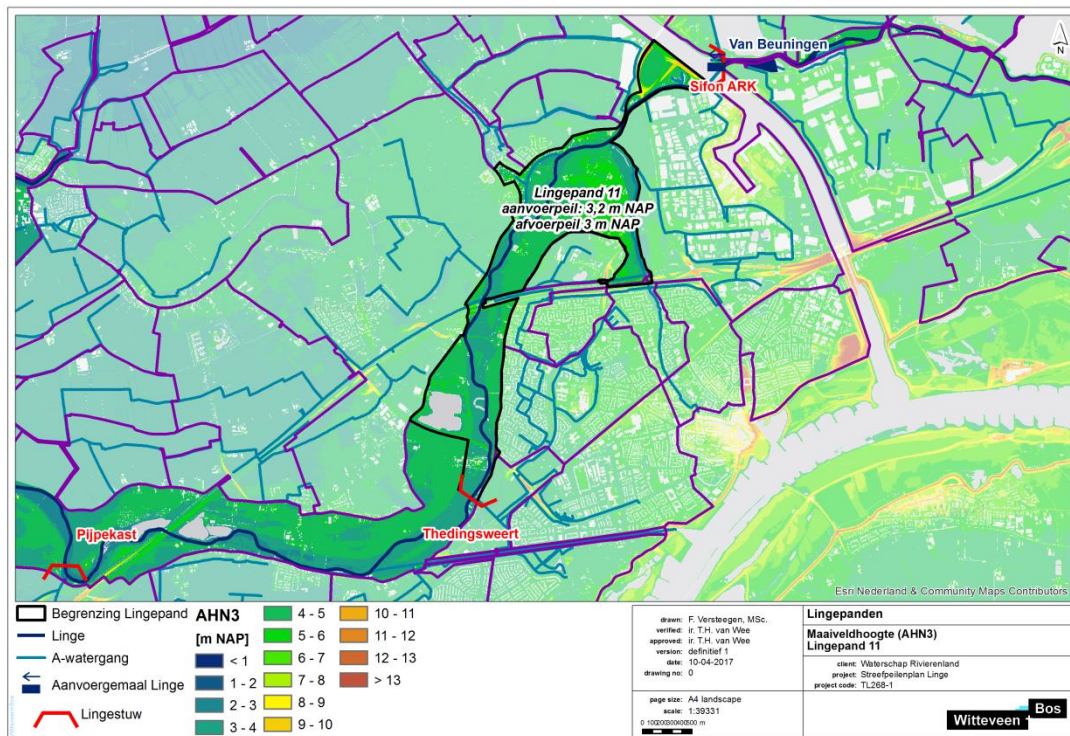 Van Beuningen
N
Sifon ARK
Lingepand 11
aanvoerpeil: 3,2 m NAP
afvoerpeil 3 m NAP
Pijpekast
Thedingsweert
Esri Nederland & Community Maps Contributors
Begrenzing Lingepand
Linge
A-watergang
Aanvoergemaal Linge
Lingestuw
AHN3
[m NAP]
< 1
1 - 2
2 - 3
3 - 4
4 - 5
5 - 6
6 - 7
7 - 8
8 - 9
9 - 10
10 - 11
11 - 12
12 - 13
> 13
drawn: F. Versteegen, MSc.
verified: ir. T.H. van Wee
approved: ir. T.H. van Wee
version: definitief 1
date: 10-04-2017
drawing no: 0
page size: A4 landscape
scale: 1:39331
0 100200300400500 m
Lingepanden
Maaiveldhoogte (AHN3)
Lingepand 11
client: Waterschap Rivierenland
project: Streefpeilenplan Linge
project code: TL268-1
Witteveen + Bos